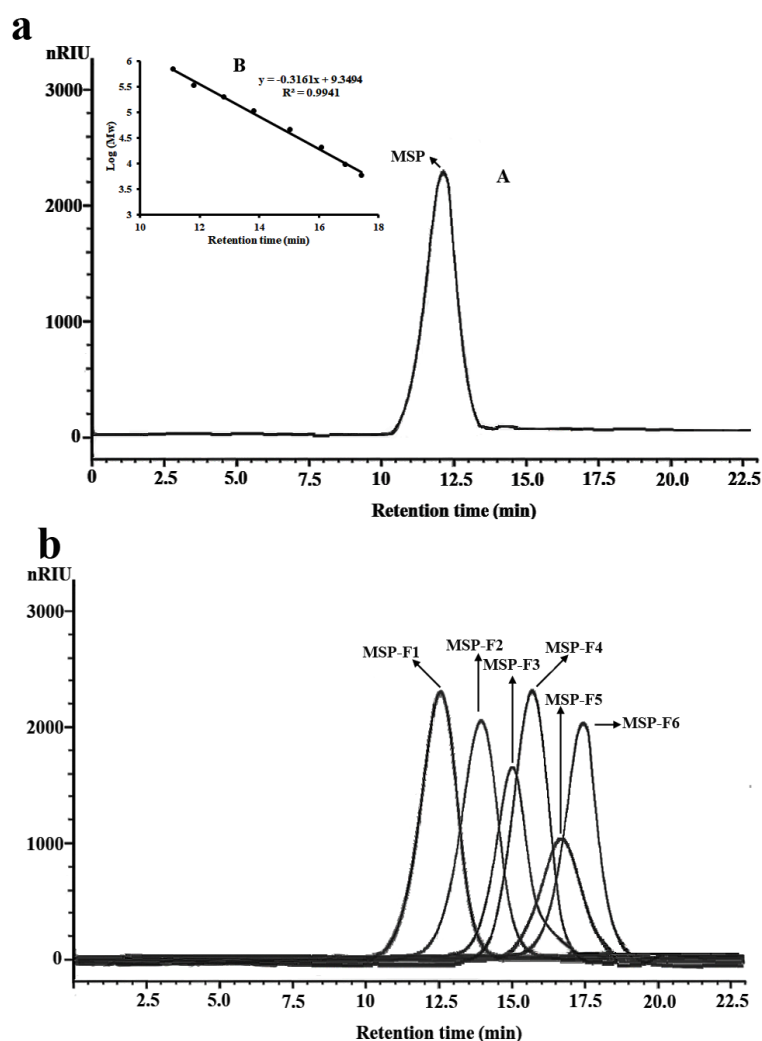 a
nRIU
3000
2000
1000
0
B
y = -0.3161x + 9.3494
R² = 0.9941
Log (Mw)
6
5.5
5
4.5
4
3.5
3
10 12 14 16 18
Retention time (min)
MSP
A
0 2.5 5.0 7.5 10 12.5 15.0 17.5 20.0 22.5
Retention time (min)
b
nRIU
3000
2000
1000
0
MSP-F1
MSP-F2
MSP-F3
MSP-F4
MSP-F5
MSP-F6
2.5 5.0 7.5 10 12.5 15.0 17.5 20.0 22.5
Retention time (min)